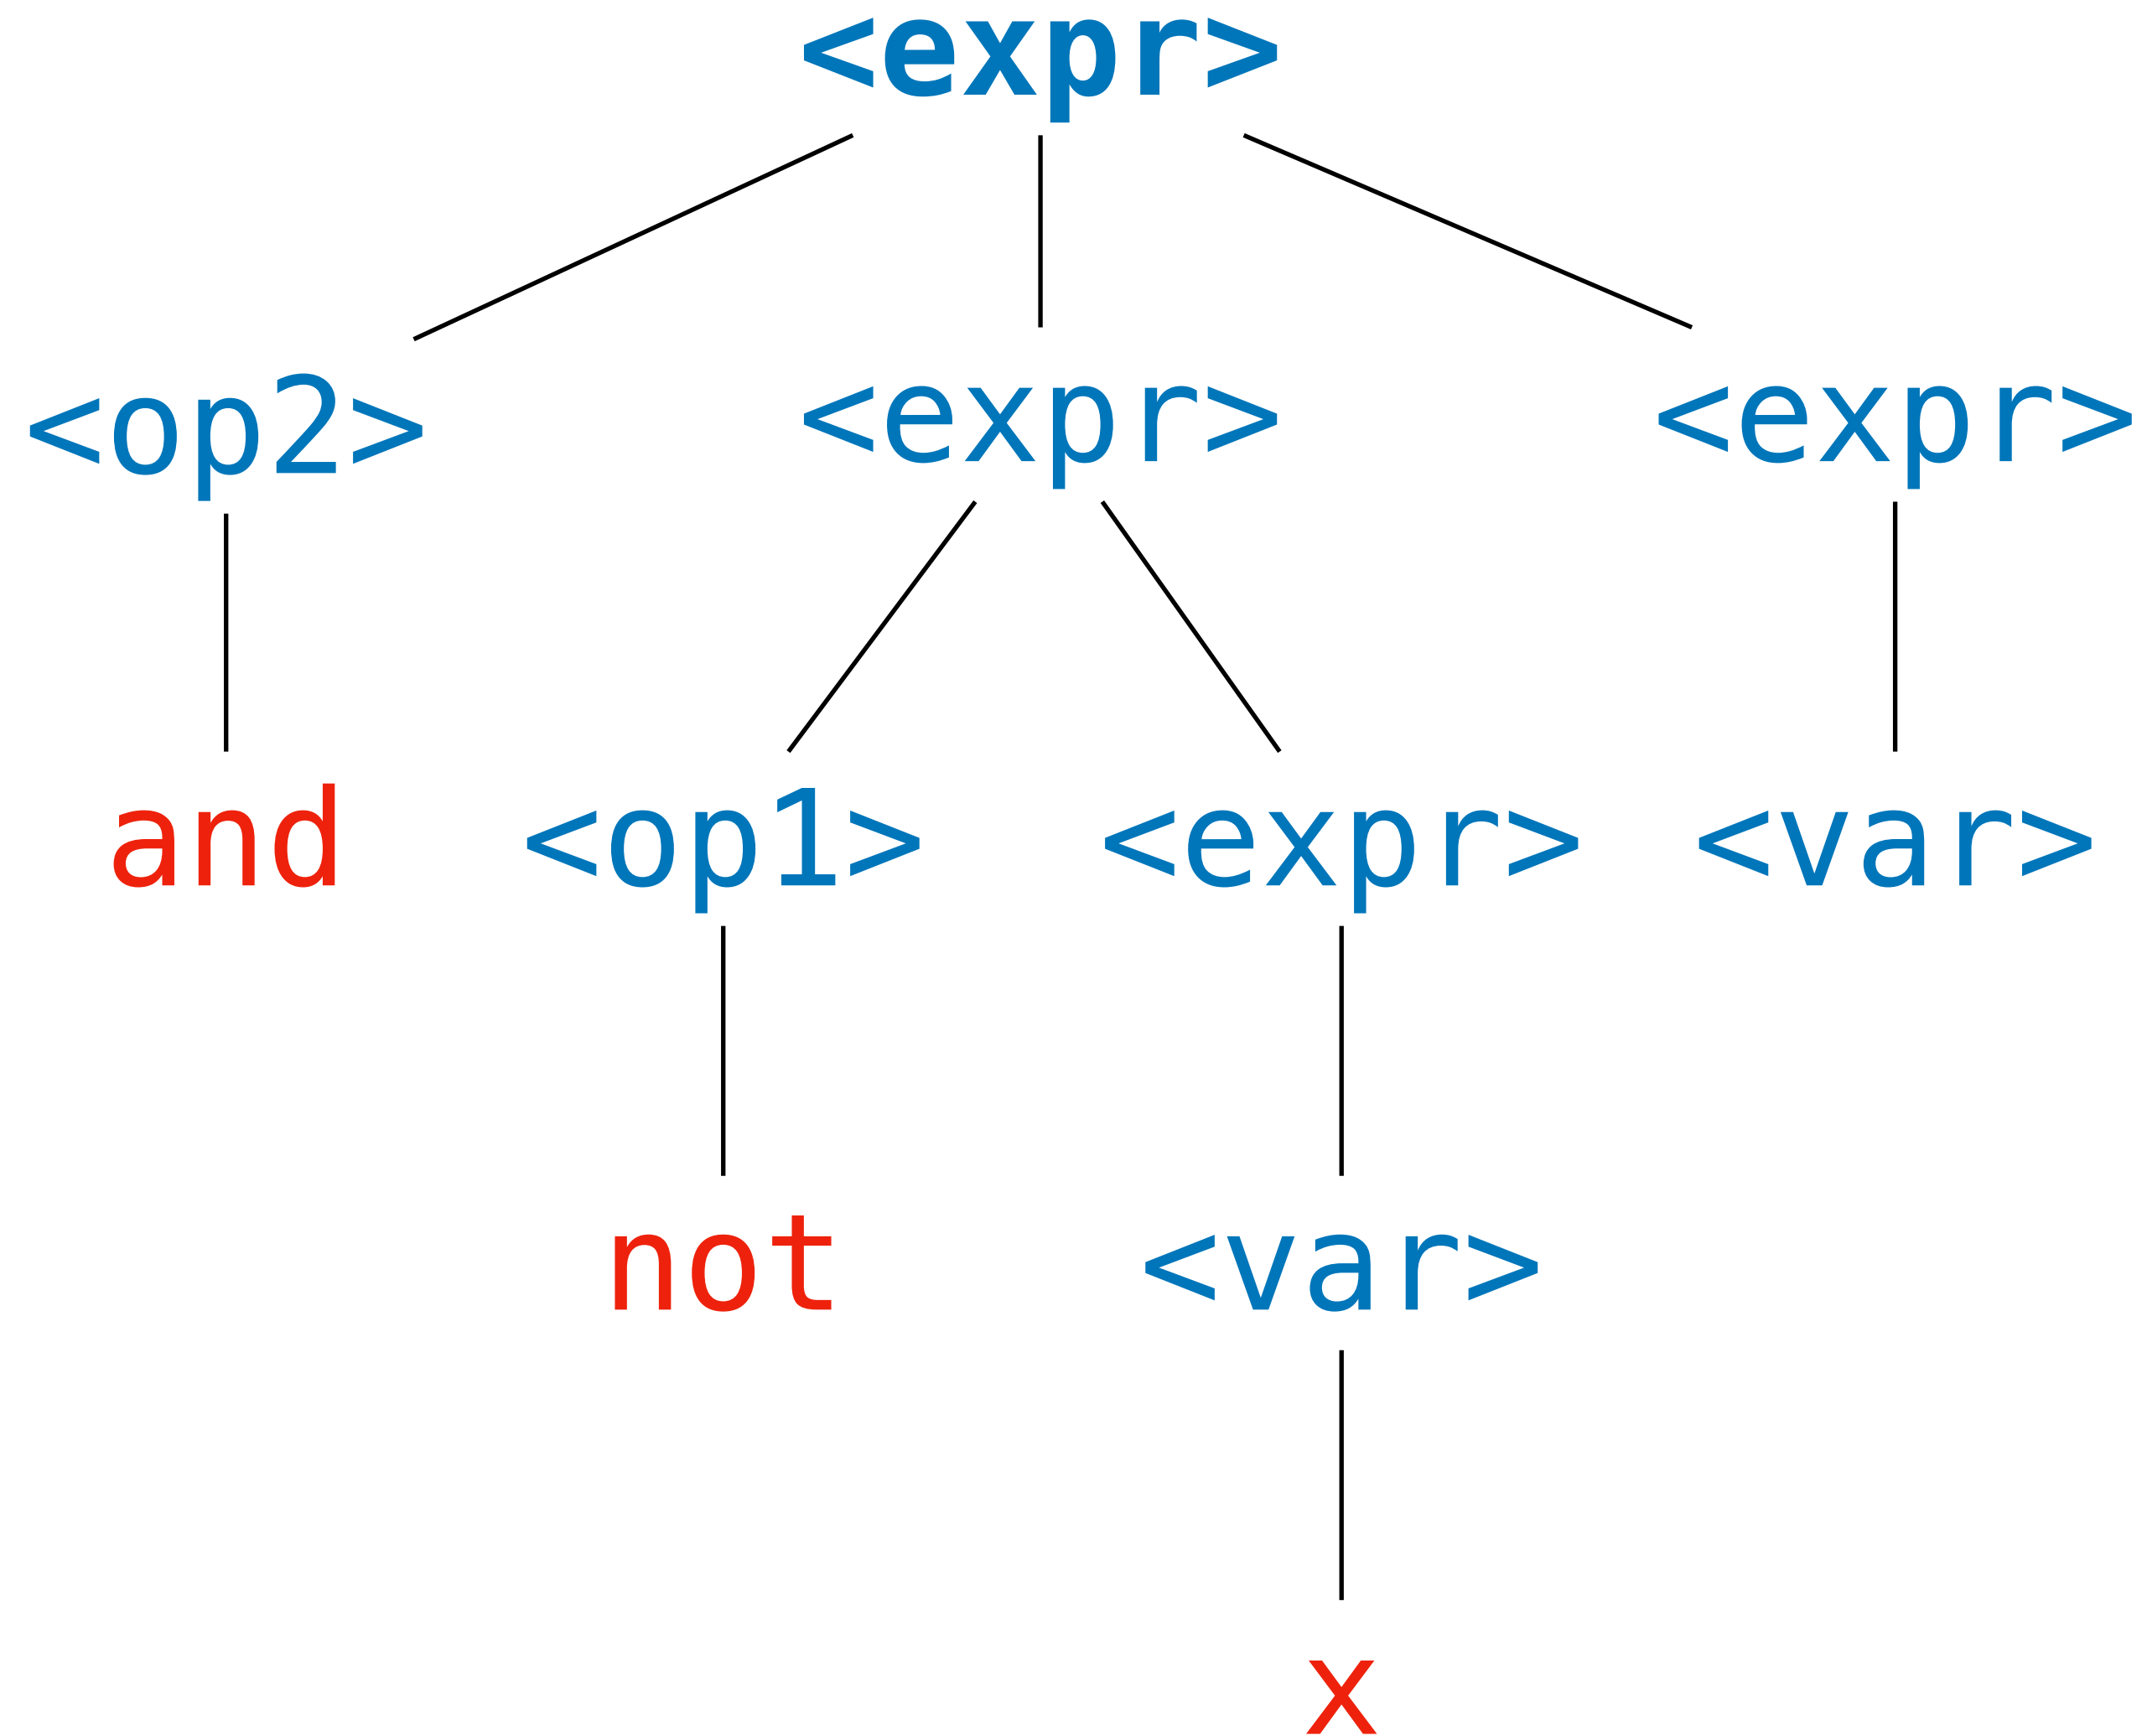 <expr>
<op2> <expr> <expr>
and <op1> <expr> <var>
not <var>
x